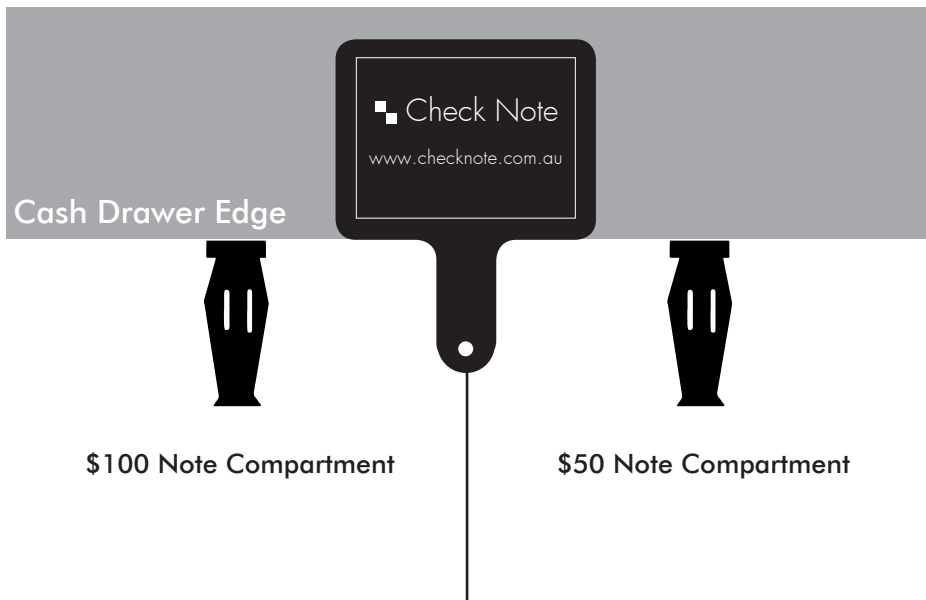 Check Note
www.checknote.com.au
Cash Drawer Edge
$100 Note Compartment
$50 Note Compartment